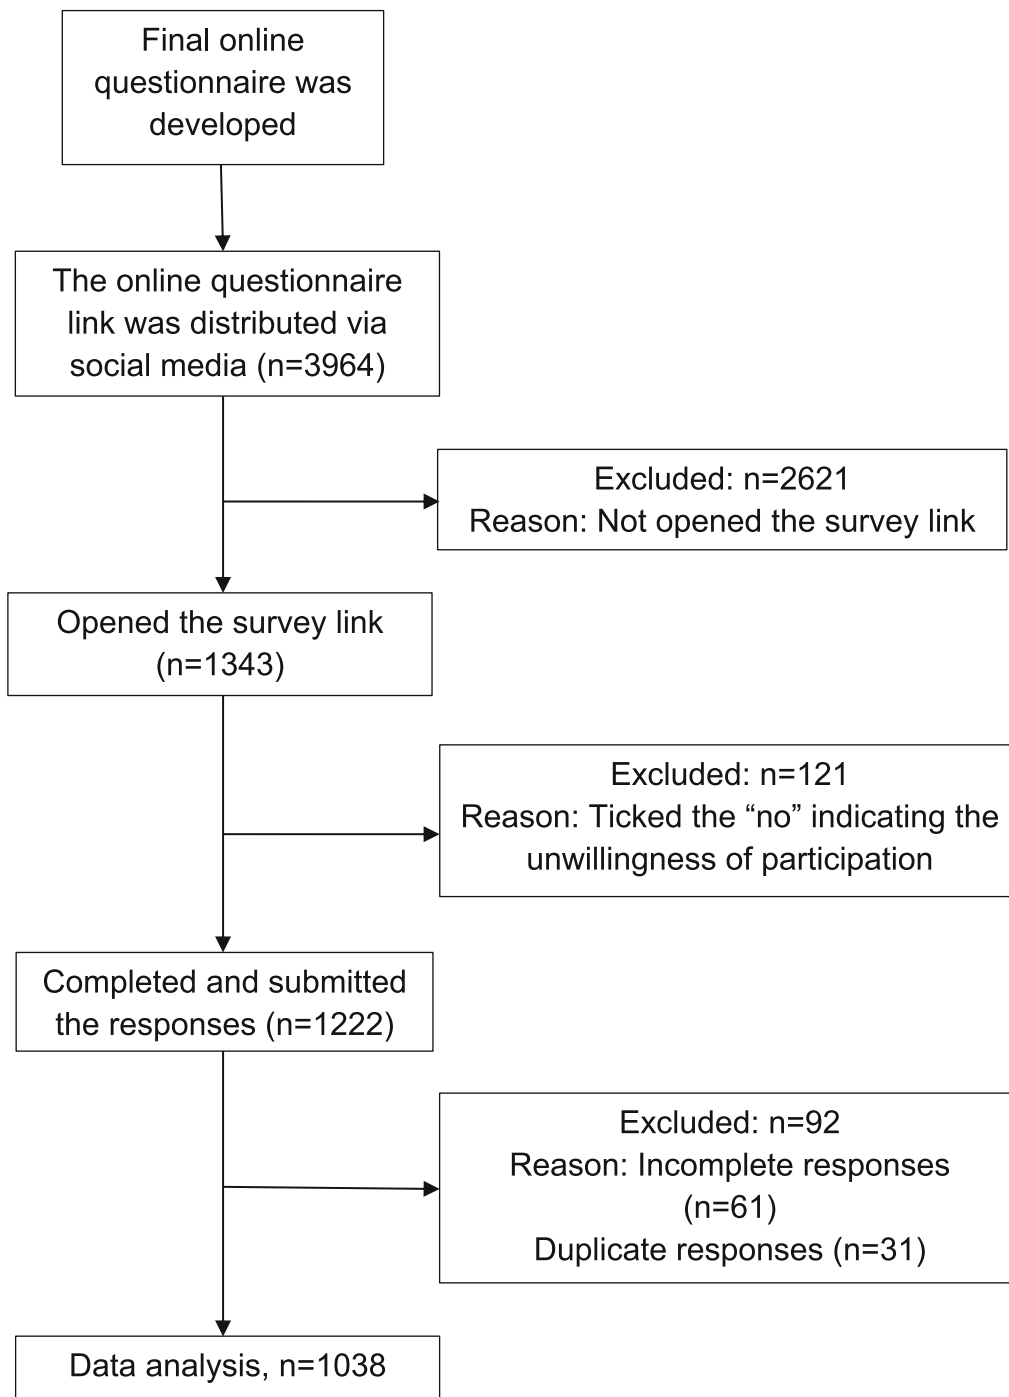 Final online
questionnaire was
developed
The online questionnaire
link was distributed via
social media (n=3964)
Excluded: n=2621
Reason: Not opened the survey link
Opened the survey link
(n=1343)
Excluded: n=121
Reason: Ticked the “no” indicating the
unwillingness of participation
Completed and submitted
the responses (n=1222)
Excluded: n=92
Reason: Incomplete responses
(n=61)
Duplicate responses (n=31)
Data analysis, n=1038